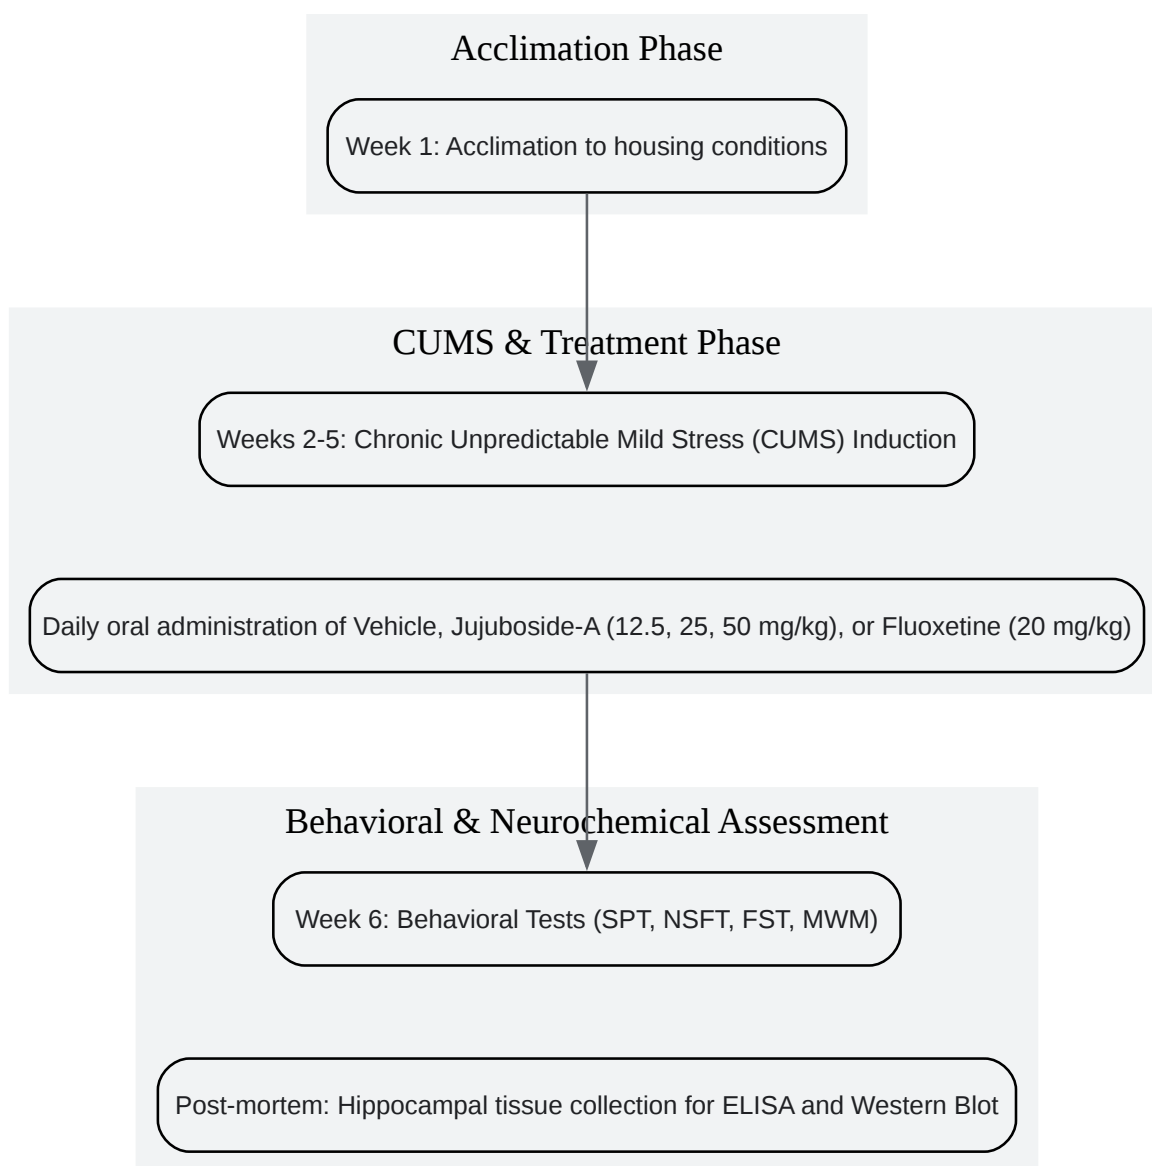 Acclimation Phase
Week 1: Acclimation to housing conditions
CUMS & Treatment Phase
Weeks 2-5: Chronic Unpredictable Mild Stress (CUMS) Induction
Daily oral administration of Vehicle, Jujuboside-A (12.5, 25, 50 mg/kg), or Fluoxetine (20 mg/kg)
Behavioral & Neurochemical Assessment
Week 6: Behavioral Tests (SPT, NSFT, FST, MWM)
Post-mortem: Hippocampal tissue collection for ELISA and Western Blot